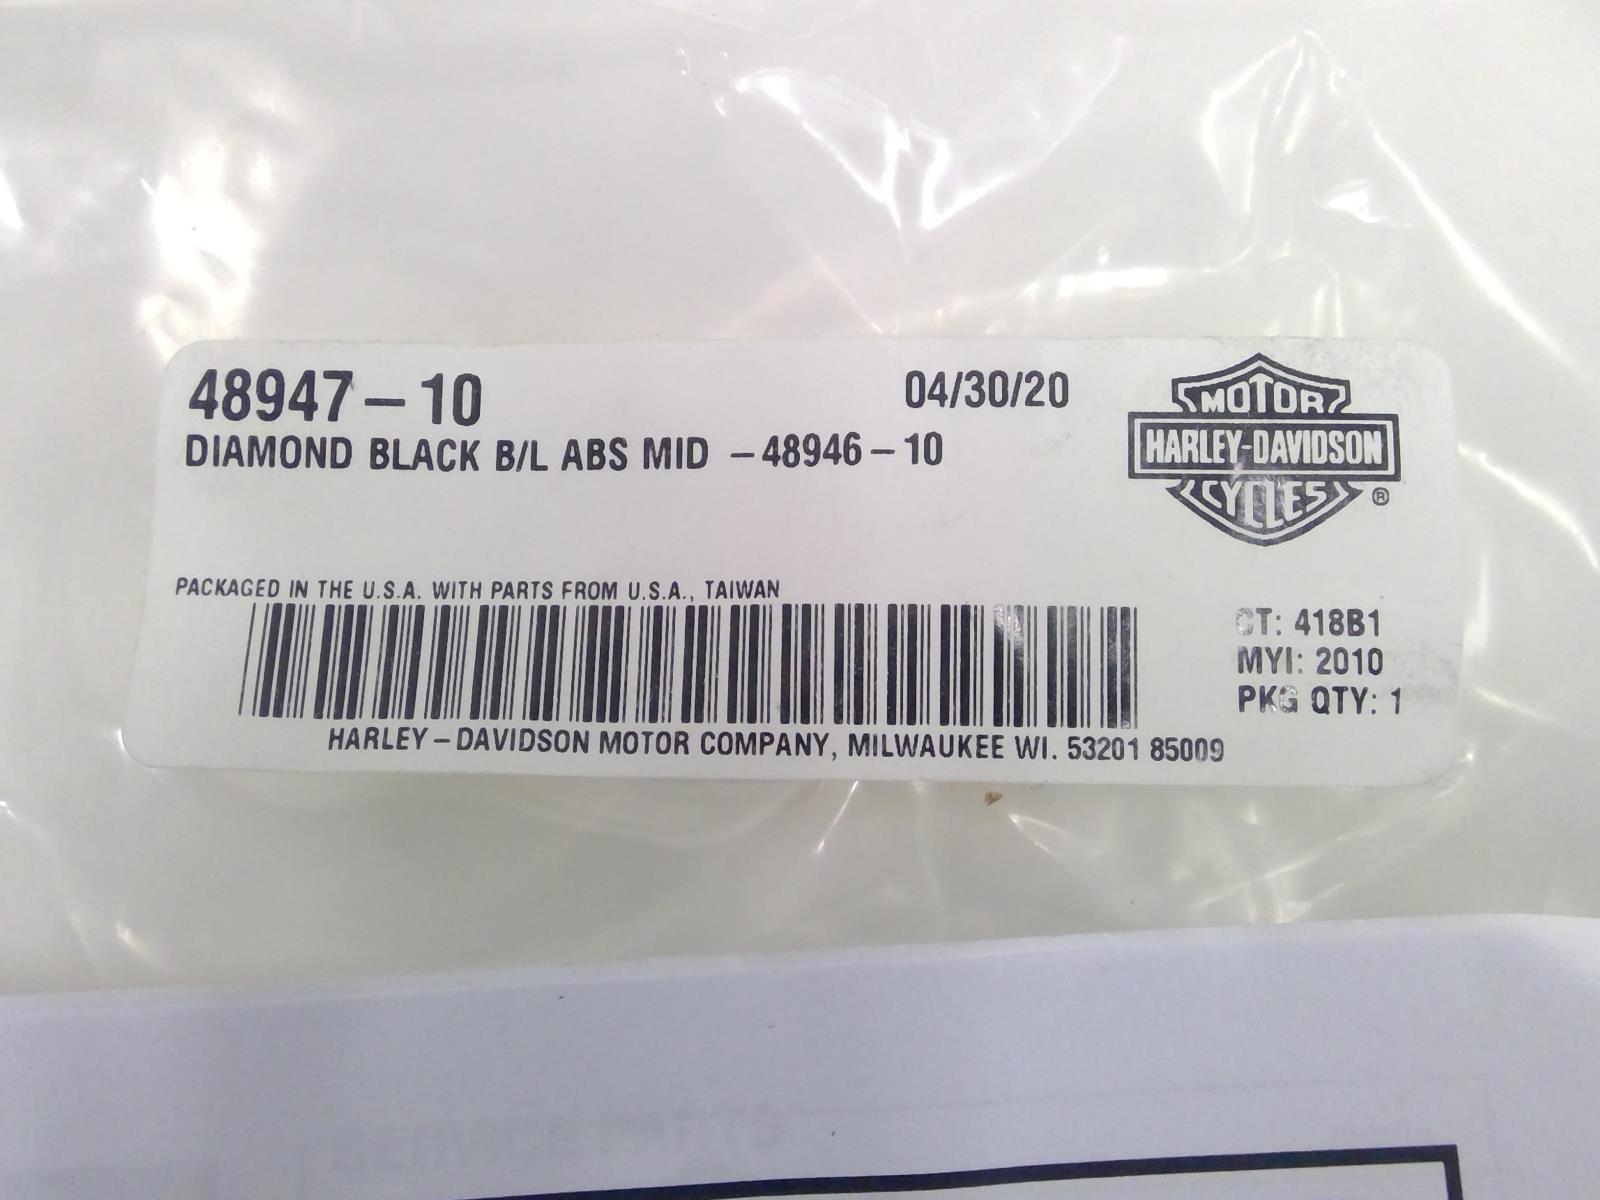 48947-10
04/30/20
DIAMOND BLACK B/L ABS MID -48946-10
MOTOR
HARLEY-DAVIDSON
CYCLES
®
PACKAGED IN THE U.S.A. WITH PARTS FROM U.S.A., TAIWAN
CT: 418B1
MYI: 2010
PKG QTY: 1
HARLEY-DAVIDSON MOTOR COMPANY, MILWAUKEE WI. 53201 85009